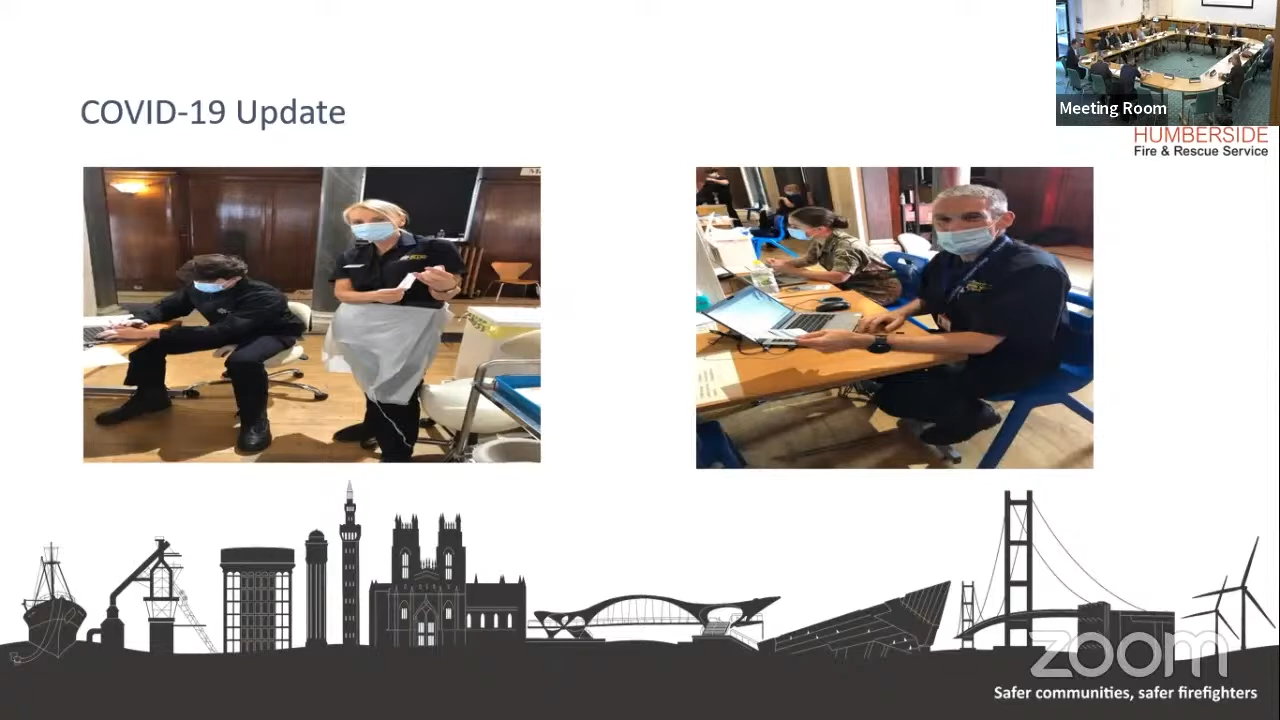 COVID-19 Update
Meeting Room
HUMBERSIDE
Fire & Rescue Service
zoom
Safer communities, safer firefighters